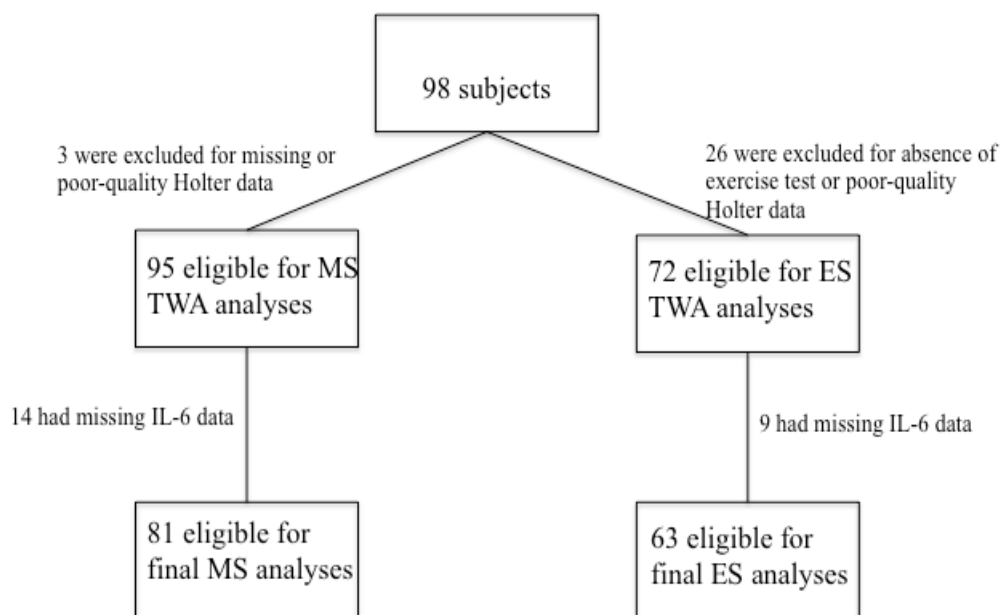 98 subjects
3 were excluded for missing or
poor-quality Holter data
26 were excluded for absence of
exercise test or poor-quality
Holter data
95 eligible for MS
TWA analyses
72 eligible for ES
TWA analyses
14 had missing IL-6 data
9 had missing IL-6 data
81 eligible for
final MS analyses
63 eligible for
final ES analyses